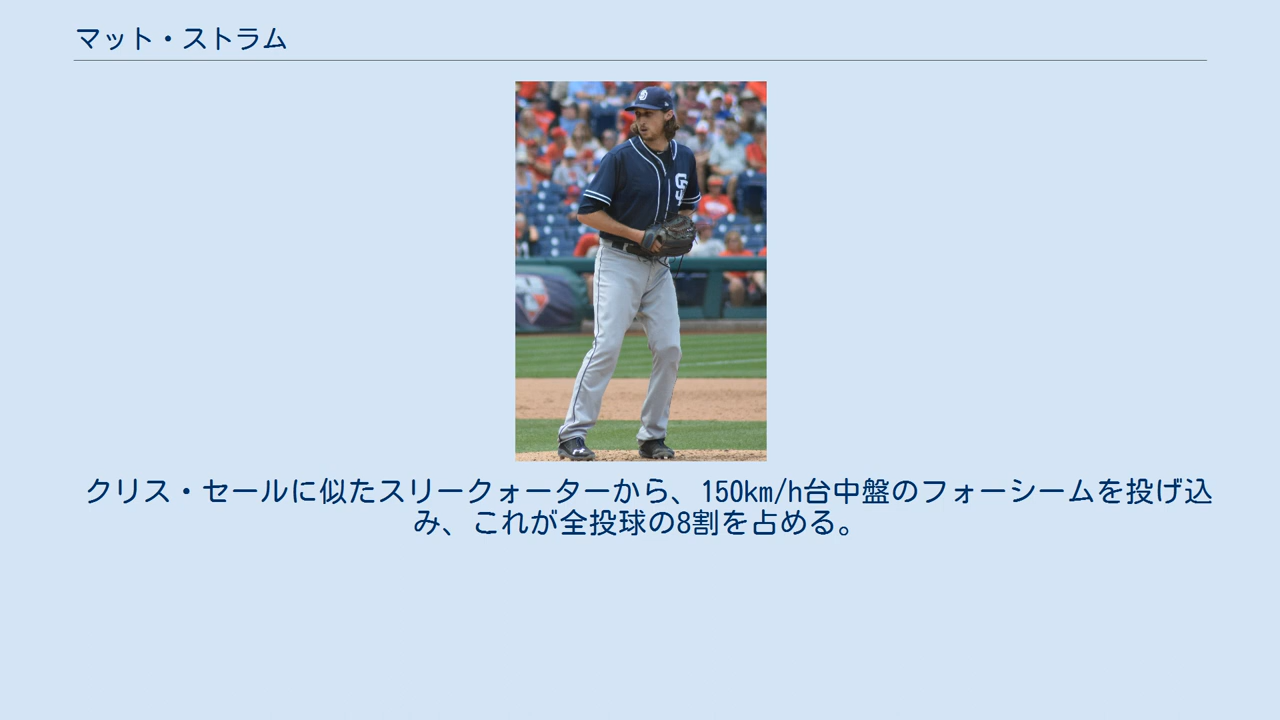 マット・ストラム
クリス・セールに似たスリークォーターから、150km/h台中盤のフォーシームを投げ込
み、これが全投球の8割を占める。